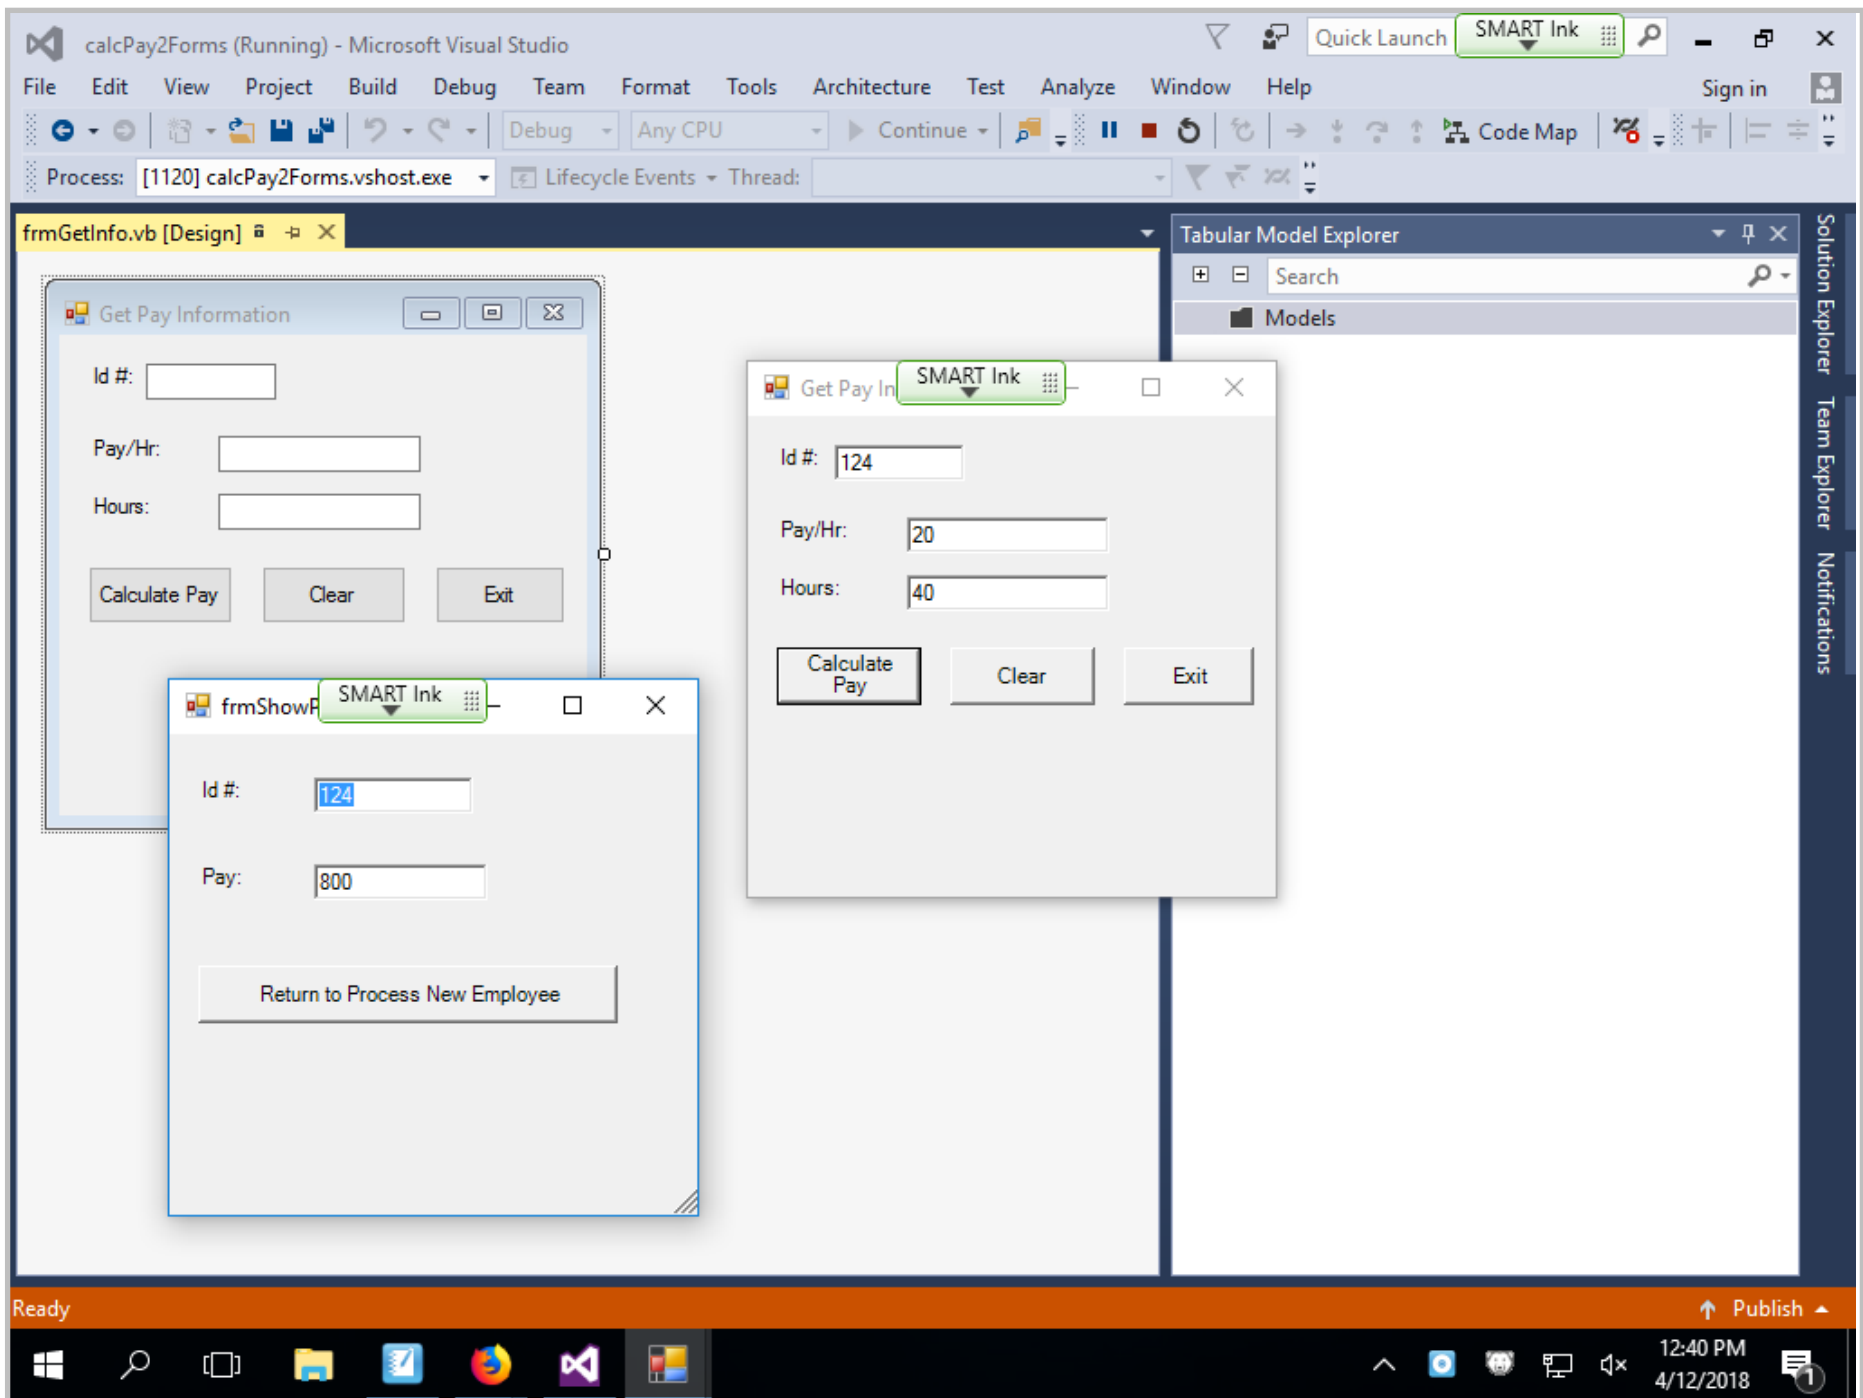 calcPay2Forms (Running) - Microsoft Visual Studio
Quick Launch
SMART Ink
File Edit View Project Build Debug Team Format Tools Architecture Test Analyze Window Help
Sign in
Debug Any CPU Continue Code Map
Process: [1120] calcPay2Forms.vshost.exe Lifecycle Events Thread:
frmGetInfo.vb [Design]
Get Pay Information
Id #:
Pay/Hr:
Hours:
Calculate Pay Clear Exit
frmShowP
SMART Ink
Id #: 124
Pay: 800
Return to Process New Employee
Get Pay In
SMART Ink
Id #: 124
Pay/Hr: 20
Hours: 40
Calculate
Pay
Clear Exit
Tabular Model Explorer
Search
Models
Solution Explorer
Team Explorer
Notifications
Ready
Publish
12:40 PM
4/12/2018
1